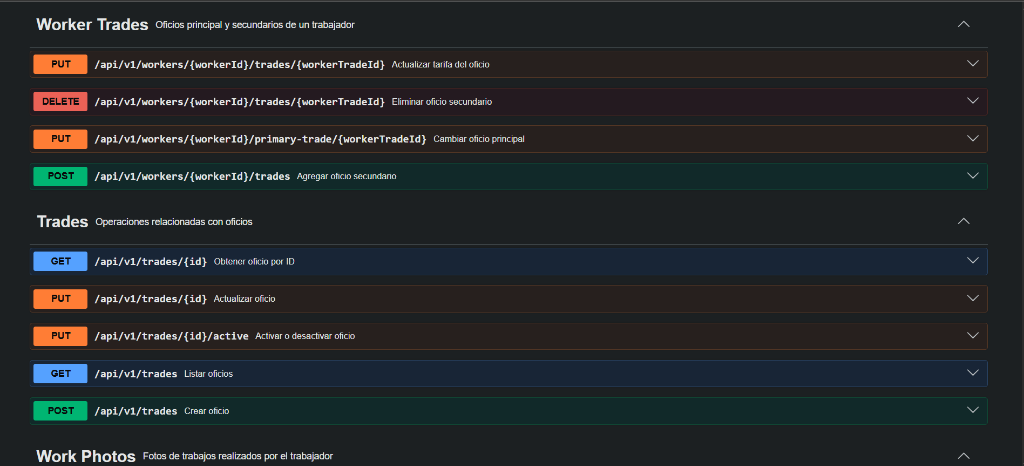 Worker Trades Oficios principal y secundarios de un trabajador
PUT /api/v1/workers/{workerId}/trades/{workerTradeId} Actualizar tarifa del oficio
DELETE /api/v1/workers/{workerId}/trades/{workerTradeId} Eliminar oficio secundario
PUT /api/v1/workers/{workerId}/primary-trade/{workerTradeId} Cambiar oficio principal
POST /api/v1/workers/{workerId}/trades Agregar oficio secundario
Trades Operaciones relacionadas con oficios
GET /api/v1/trades/{id} Obtener oficio por ID
PUT /api/v1/trades/{id} Actualizar oficio
PUT /api/v1/trades/{id}/active Activar o desactivar oficio
GET /api/v1/trades Listar oficios
POST /api/v1/trades Crear oficio
Work Photos Fotos de trabajos realizados por el trabajador